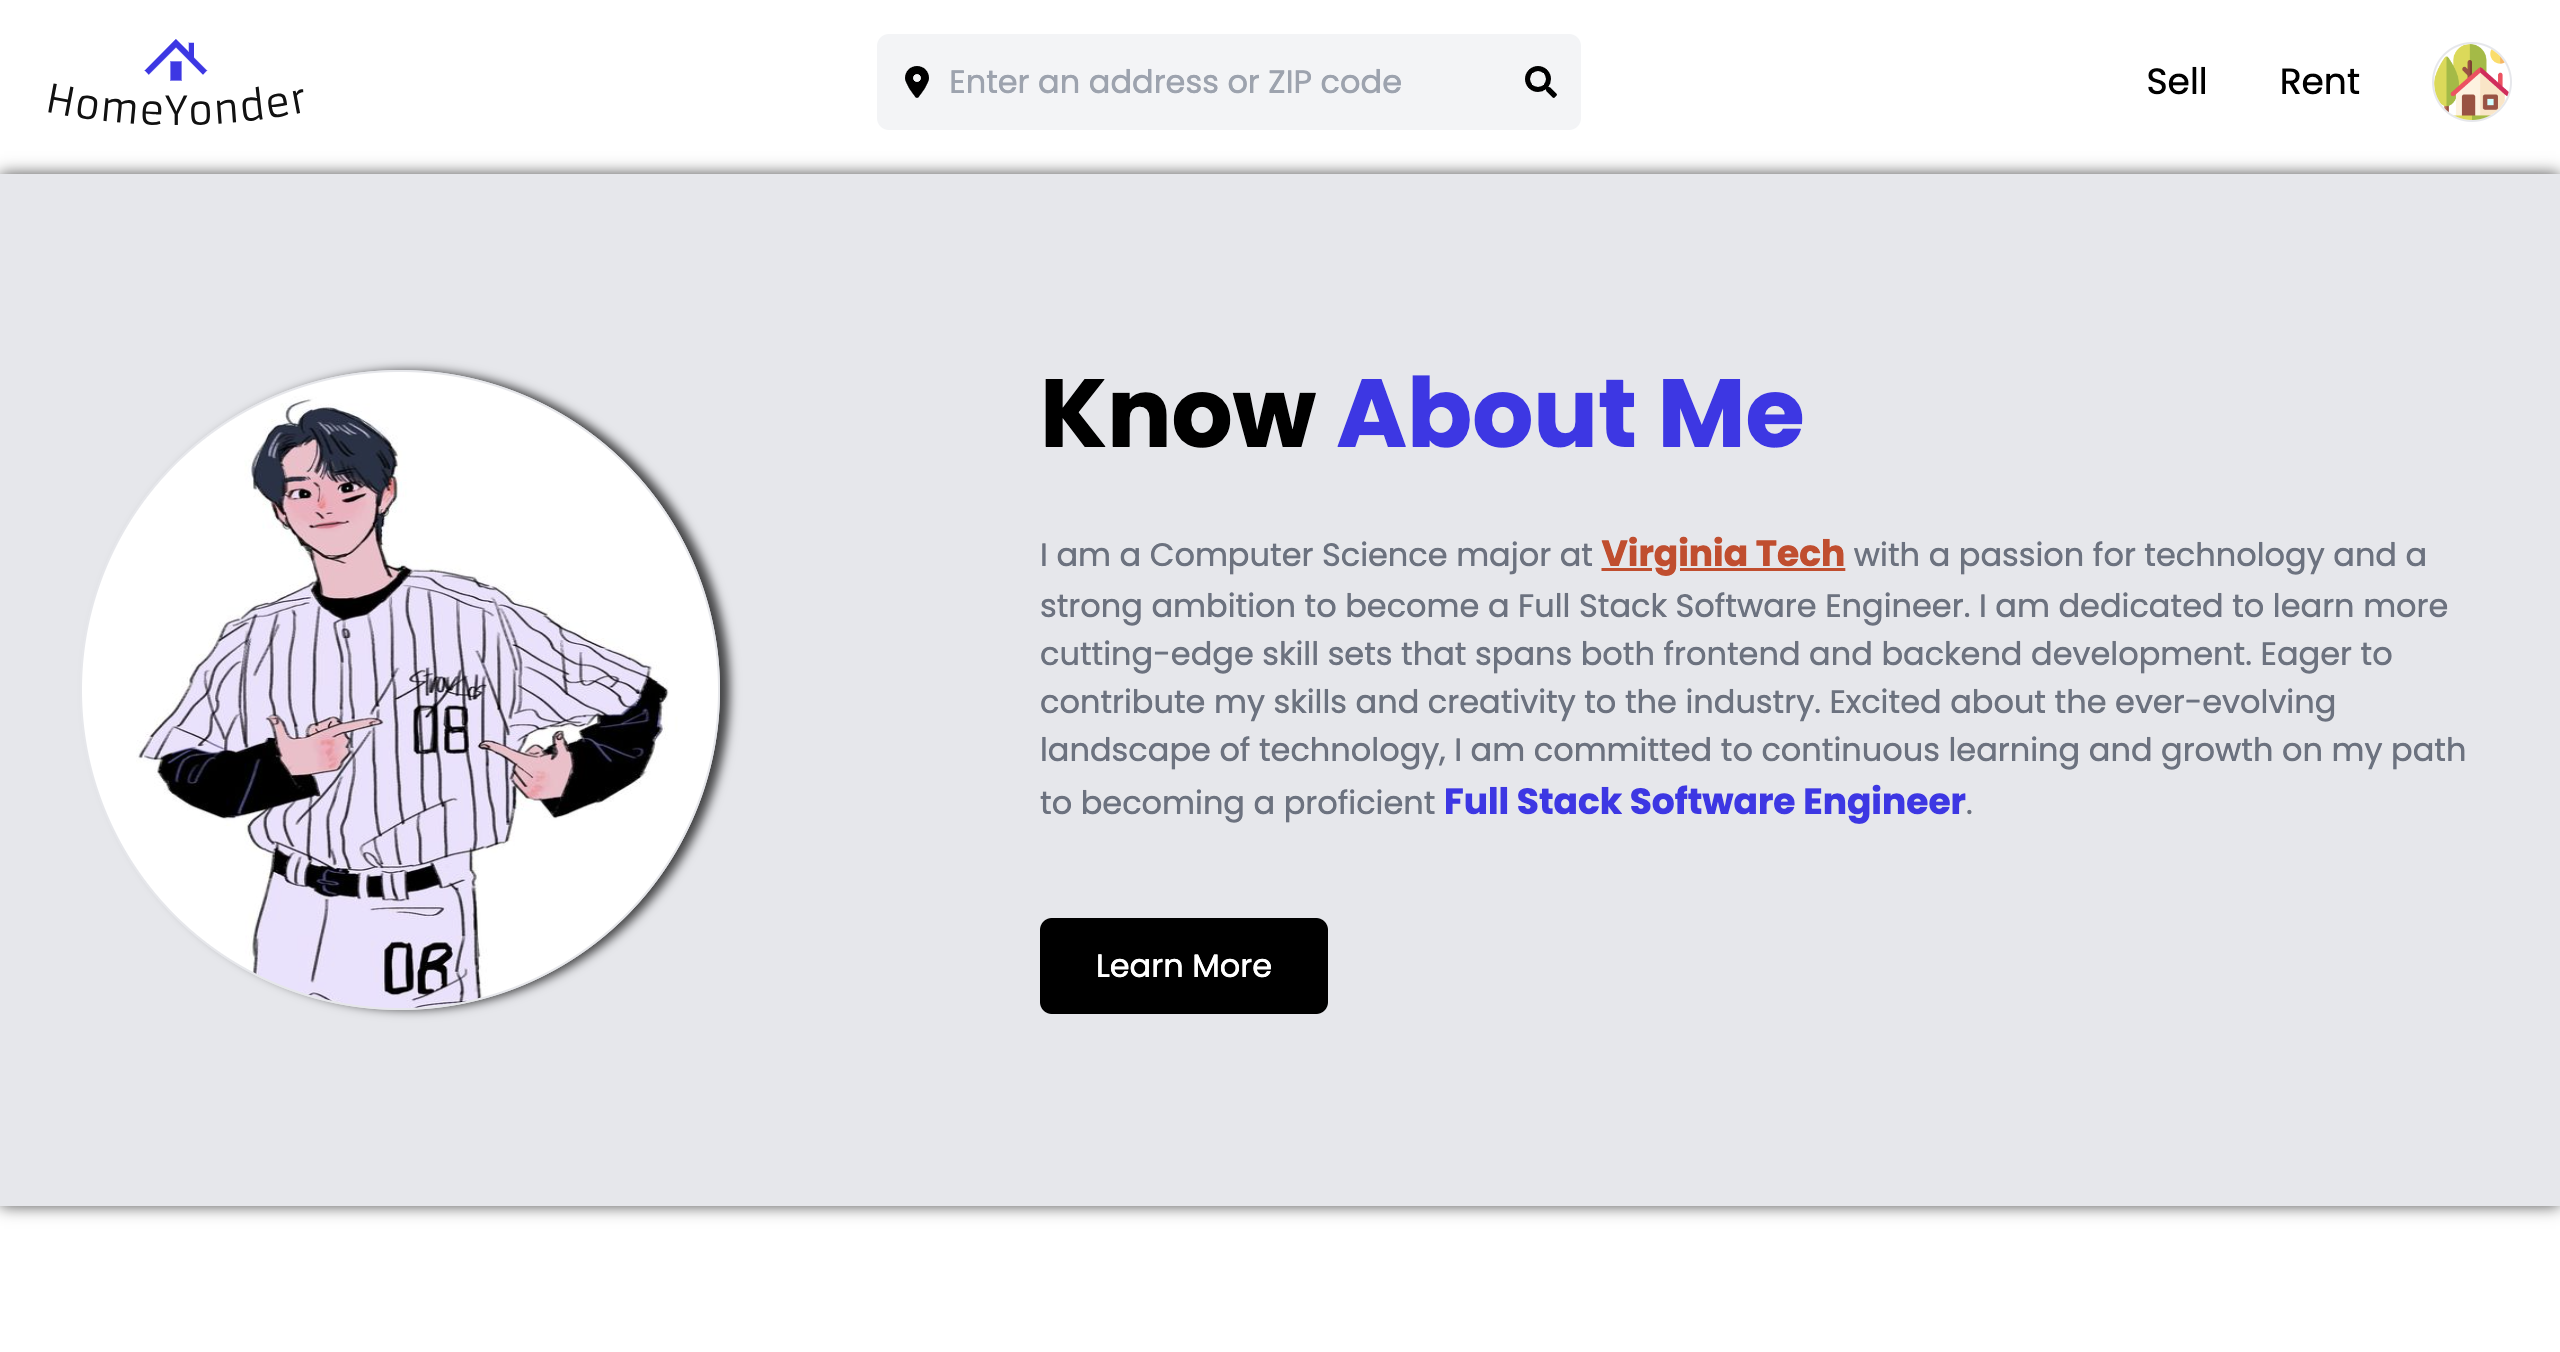 HomeYonder
Enter an address or ZIP code
Sell
Rent
Know About Me
I am a Computer Science major at Virginia Tech with a passion for technology and a
strong ambition to become a Full Stack Software Engineer. I am dedicated to learn more
cutting-edge skill sets that spans both frontend and backend development. Eager to
contribute my skills and creativity to the industry. Excited about the ever-evolving
landscape of technology, I am committed to continuous learning and growth on my path
to becoming a proficient Full Stack Software Engineer.
Stray Kids
08
08
Learn More